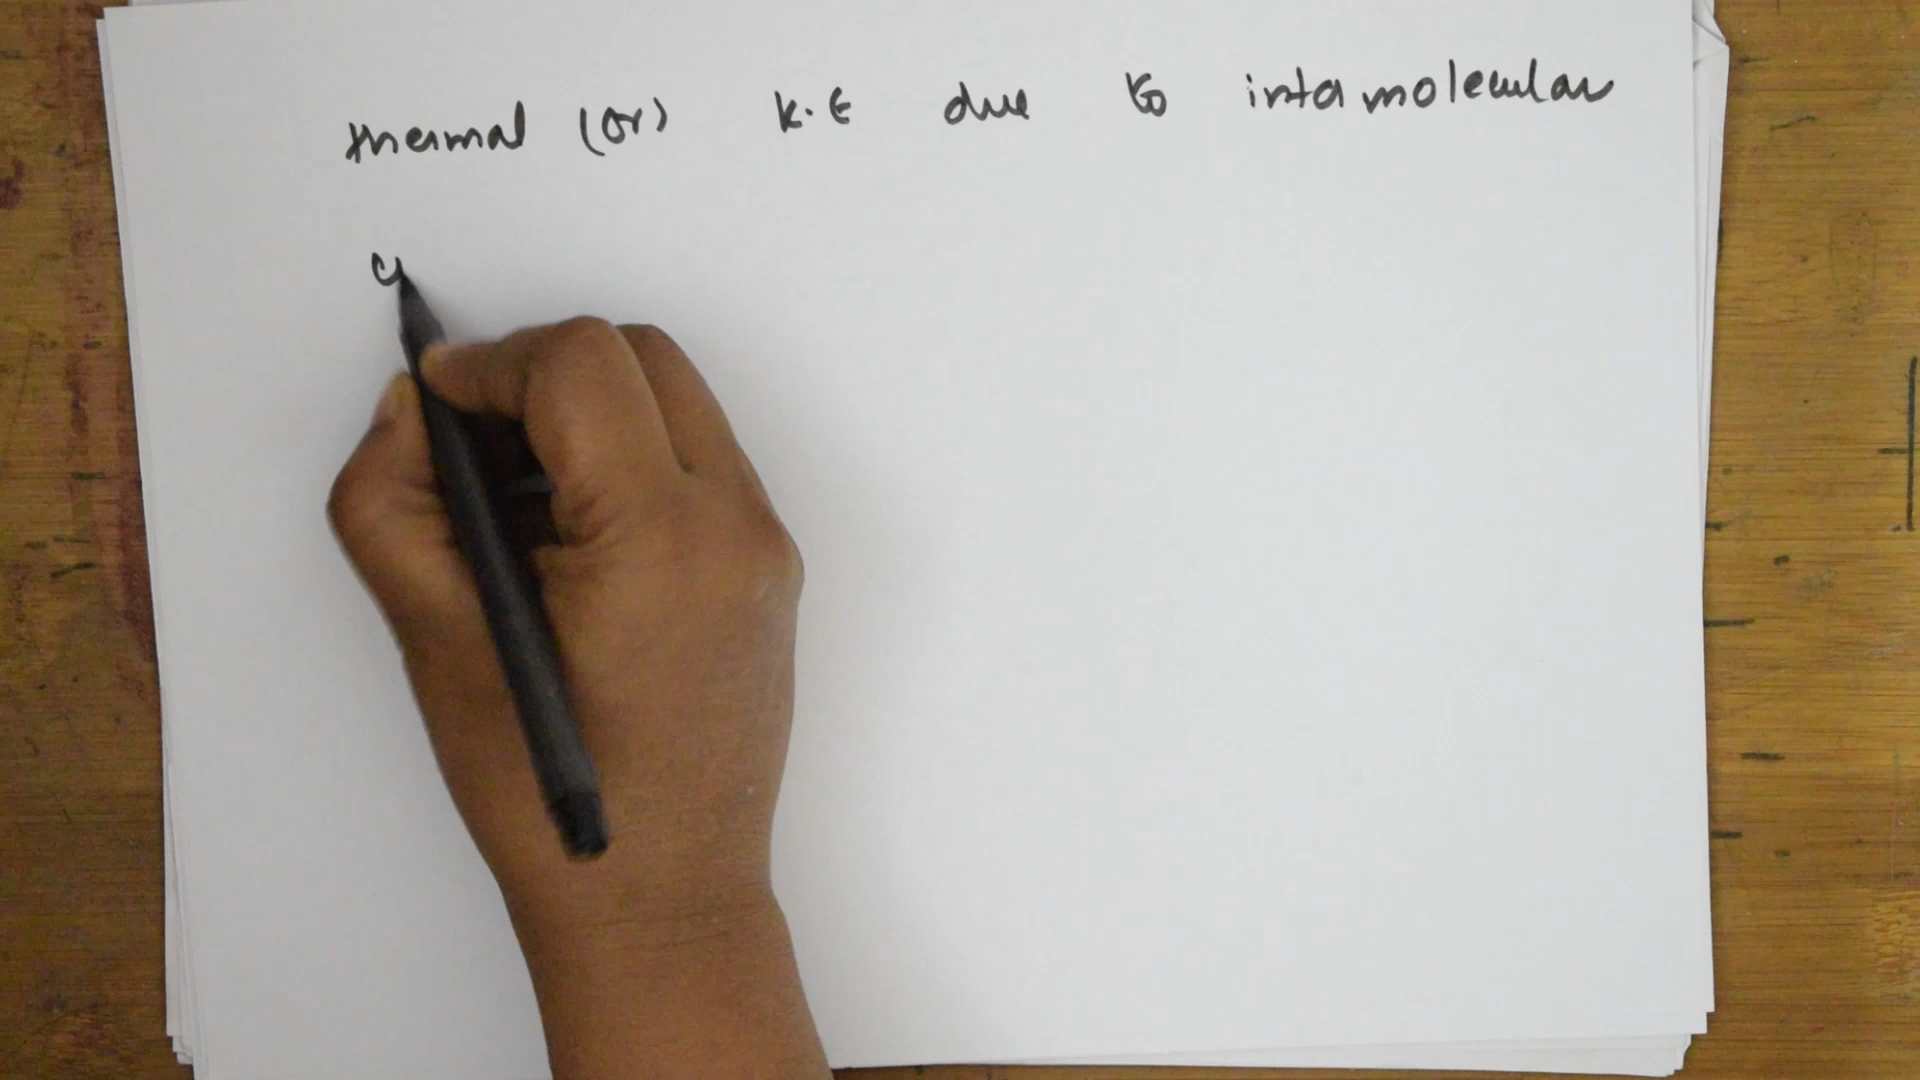 thermal (or) K.E due to intamolecular